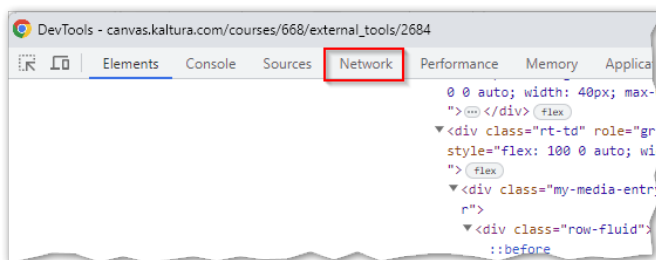 DevTools - canvas.kaltura.com/courses/668/external_tools/2684
Elements Console Sources Network Performance Memory Applica
0 0 auto; width: 40px; max-
"> ⋯ </div> flex
▼<div class="rt-td" role="gr
style="flex: 100 0 auto; wi
"> flex
▼<div class="my-media-entry
r">
▼<div class="row-fluid">
::before